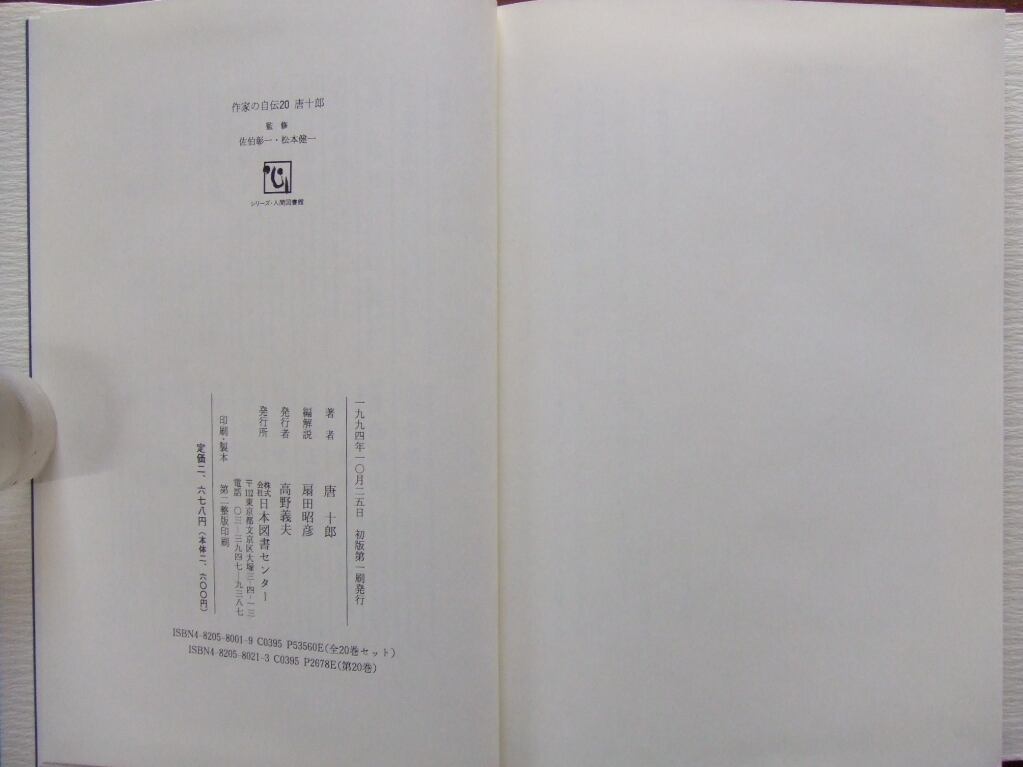 作家の自伝20 唐十郎
監修
佐伯彰一・松本健一
シリーズ・人間図書館
一九九四年一〇月二五日 初版第一刷発行
著者 唐十郎
編解説 扇田昭彦
発行者 高野義夫
発行所 株式会社日本図書センター
〒112東京都文京区大塚三-四-一三
電話 〇三―三九四七―九三八七
印刷・製本 第二整版印刷
定価二、六七八円(本体二、六〇〇円)
ISBN4-8205-8001-9 C0395 P53560E(全20巻セット)
ISBN4-8205-8021-3 C0395 P2678E(第20巻)